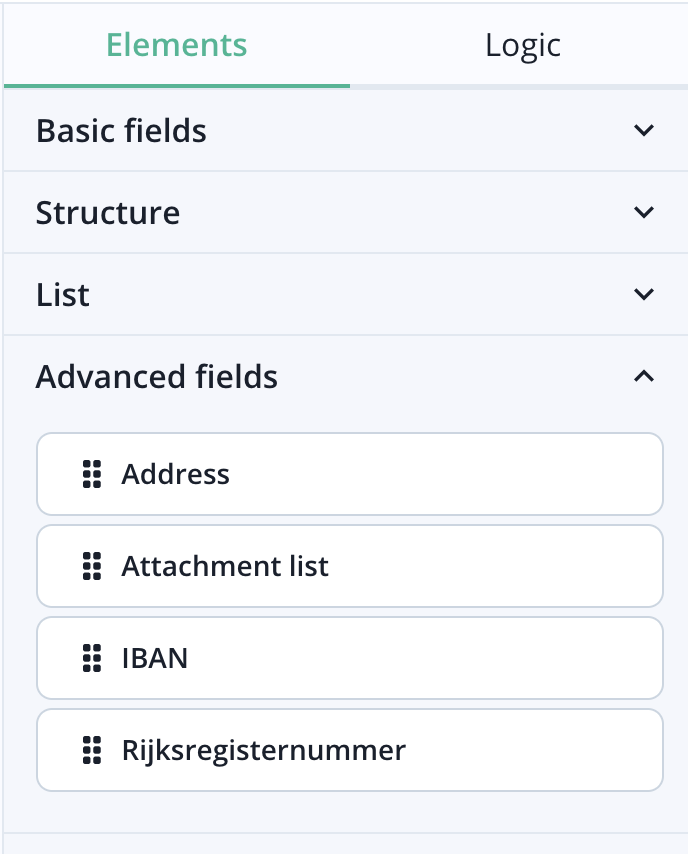 Elements
Logic
Basic fields
Structure
List
Advanced fields
Address
Attachment list
IBAN
Rijksregisternummer